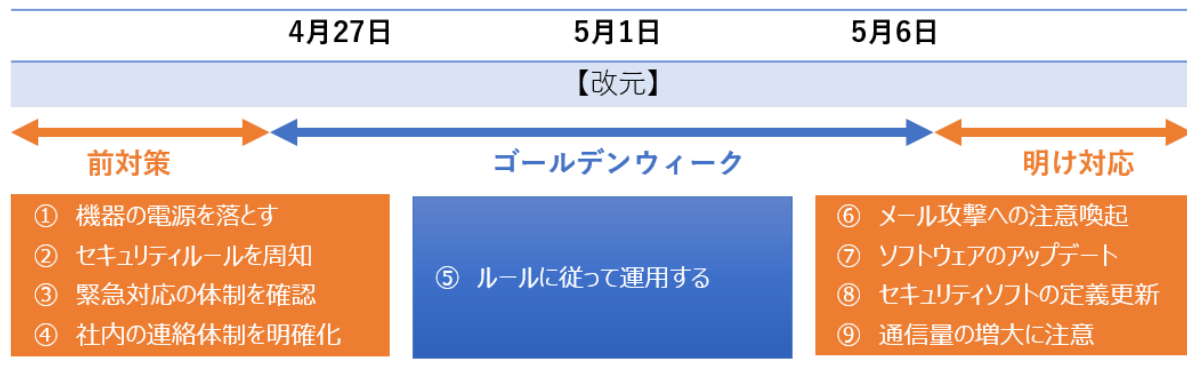 4月27日 5月1日 5月6日
【改元】
前対策 ゴールデンウィーク 明け対応
① 機器の電源を落とす
② セキュリティルールを周知
③ 緊急対応の体制を確認
④ 社内の連絡体制を明確化
⑤ ルールに従って運用する
⑥ メール攻撃への注意喚起
⑦ ソフトウェアのアップデート
⑧ セキュリティソフトの定義更新
⑨ 通信量の増大に注意